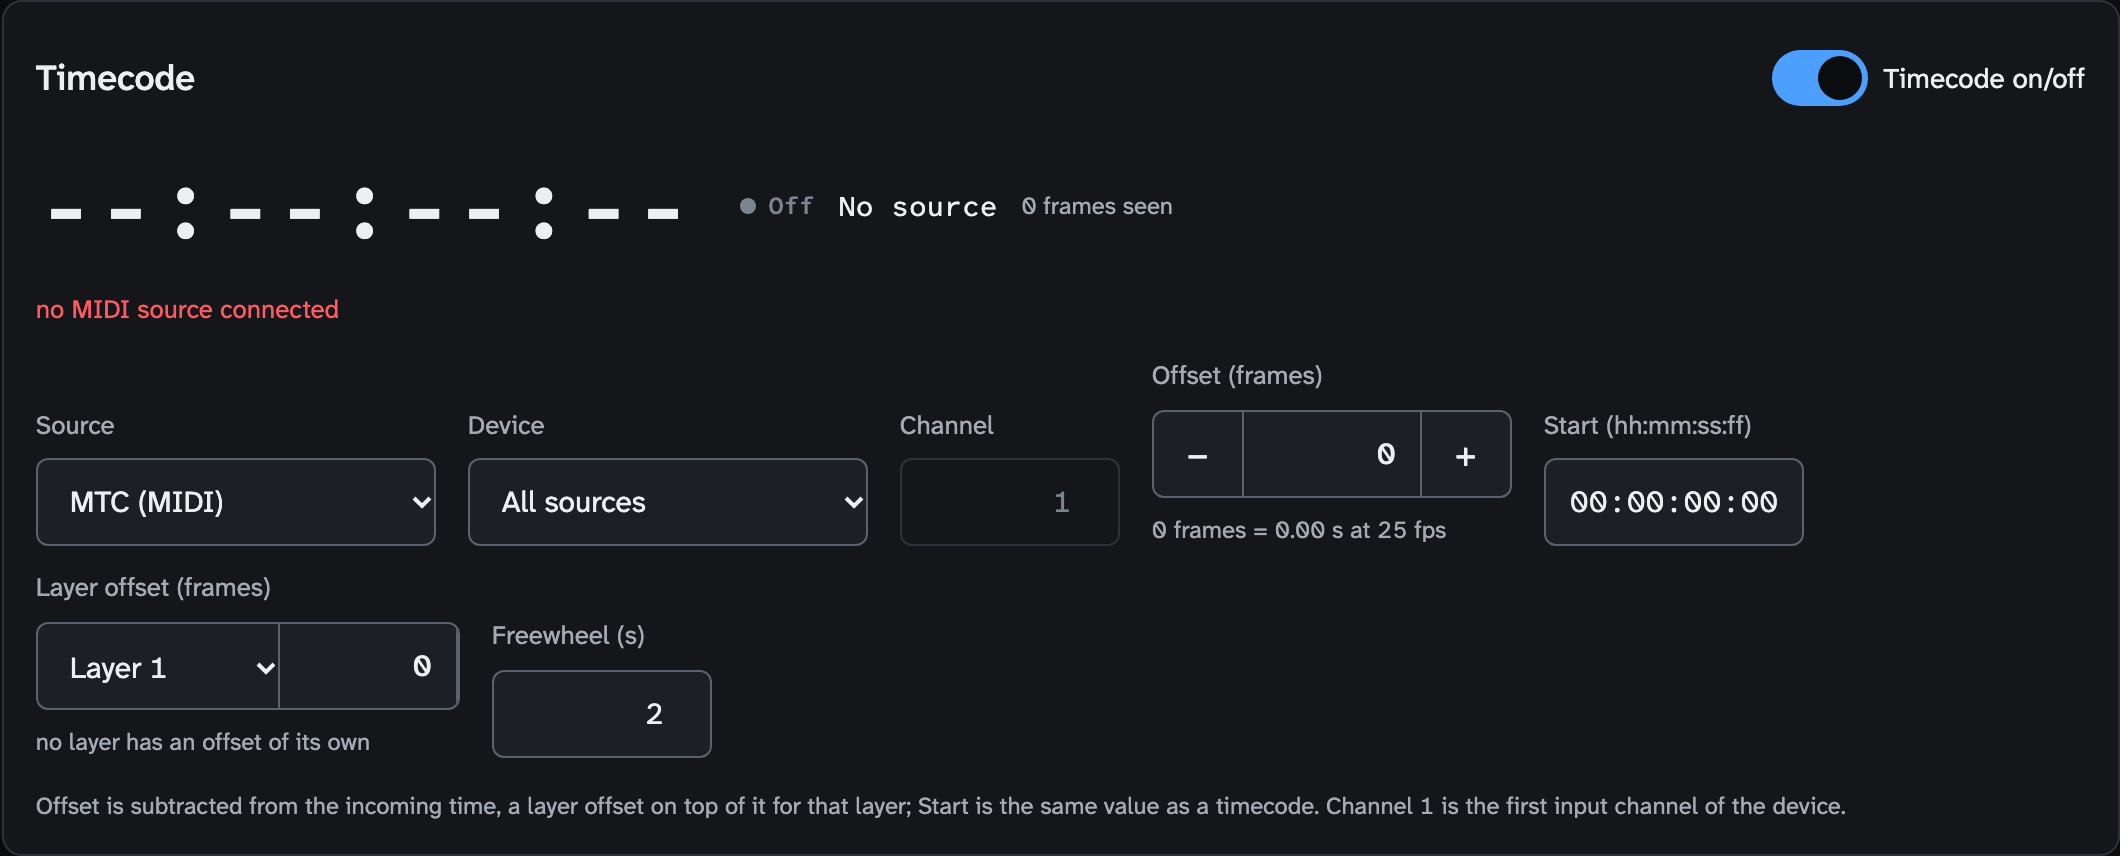 Timecode
Timecode on/off
--:--:--:--
Off No source 0 frames seen
no MIDI source connected
Source
MTC (MIDI)
Device
All sources
Channel
1
Offset (frames)
− 0 +
0 frames = 0.00 s at 25 fps
Start (hh:mm:ss:ff)
00:00:00:00
Layer offset (frames)
Layer 1 0
no layer has an offset of its own
Freewheel (s)
2
Offset is subtracted from the incoming time, a layer offset on top of it for that layer; Start is the same value as a timecode. Channel 1 is the first input channel of the device.